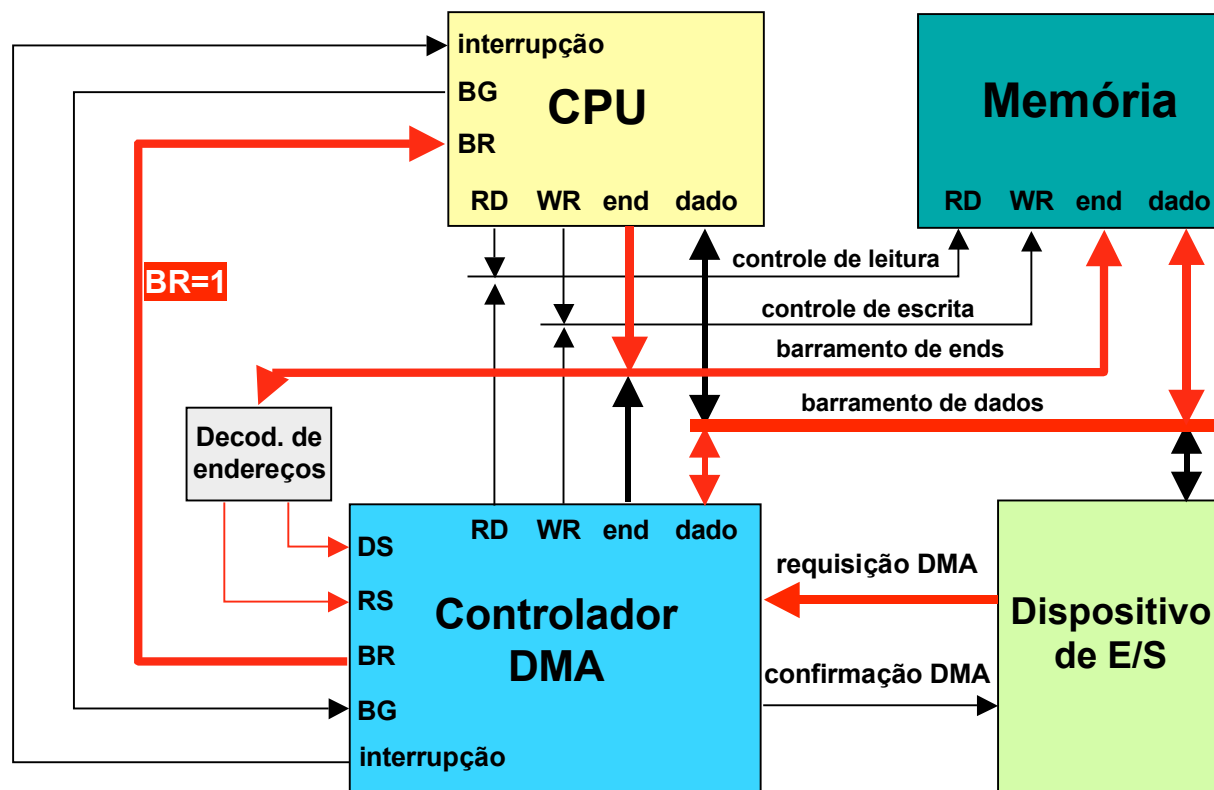 interrupção
BG
CPU
BR
RD WR end dado
Memória
RD WR end dado
BR=1
controle de leitura
controle de escrita
barramento de ends
barramento de dados
Decod. de
endereços
RD WR end dado
DS
RS
Controlador
DMA
BR
BG
interrupção
requisição DMA
confirmação DMA
Dispositivo
de E/S